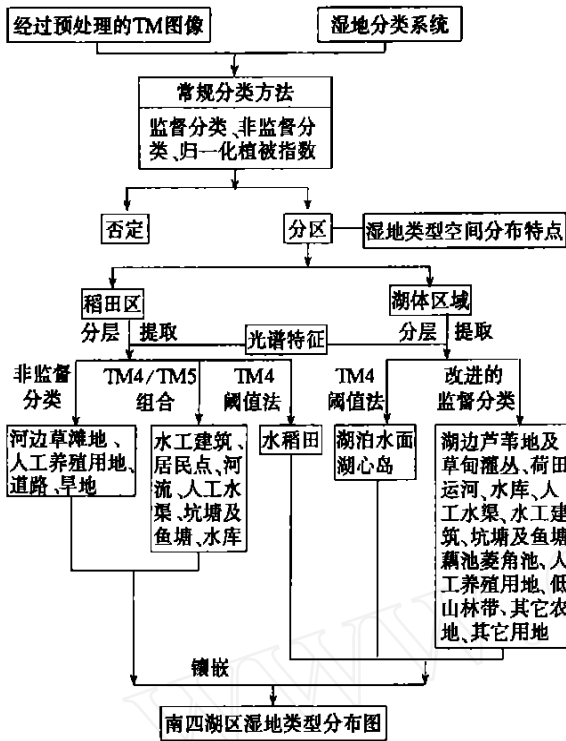 经过预处理的TM图像
湿地分类系统
常规分类方法
监督分类、非监督分
类、归一化植被指数
否定
分区
湿地类型空间分布特点
稻田区
湖体区域
分层 提取
光谱特征
分层 提取
非监督
分类
TM4/TM5
组合
TM4
阈值法
TM4
阈值法
改进的
监督分类
河边草滩地、
人工养殖用地、
道路、旱地
水工建筑、
居民点、河
流、人工水
渠、坑塘及
鱼塘、水库
水稻田
湖泊水面
湖心岛
湖边芦苇地及
草甸灌丛、荷田
运河、水库、人
工水渠、水工建
筑、坑塘及鱼塘
藕池菱角池、人
工养殖用地、低
山林带、其它农
地、其它用地
镶嵌
南四湖区湿地类型分布图
WWW